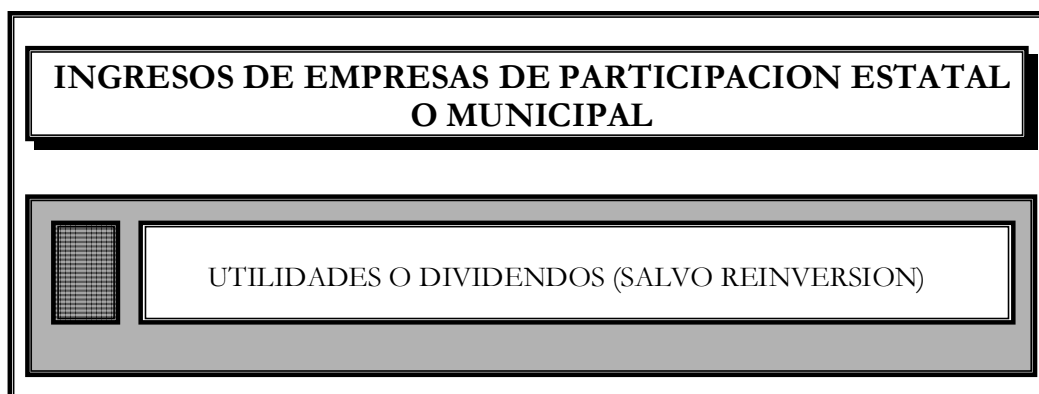 INGRESOS DE EMPRESAS DE PARTICIPACION ESTATAL
O MUNICIPAL
UTILIDADES O DIVIDENDOS (SALVO REINVERSION)